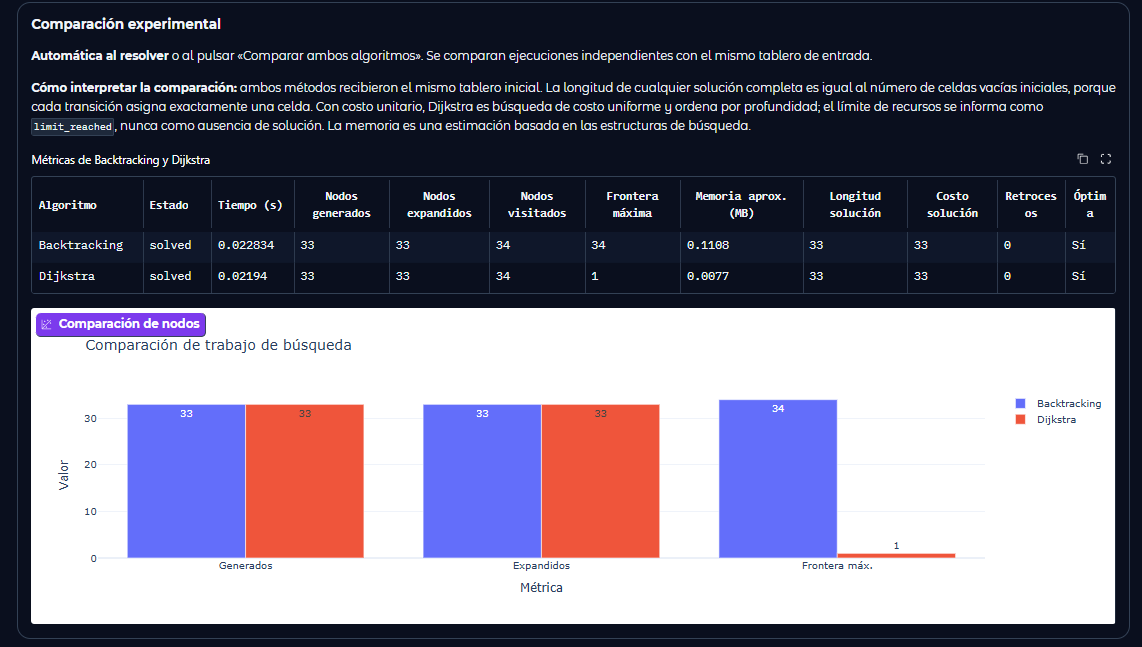 Comparación experimental
Automática al resolver o al pulsar «Comparar ambos algoritmos». Se comparan ejecuciones independientes con el mismo tablero de entrada.
Cómo interpretar la comparación: ambos métodos recibieron el mismo tablero inicial. La longitud de cualquier solución completa es igual al número de celdas vacías iniciales, porque
cada transición asigna exactamente una celda. Con costo unitario, Dijkstra es búsqueda de costo uniforme y ordena por profundidad; el límite de recursos se informa como
limit_reached, nunca como ausencia de solución. La memoria es una estimación basada en las estructuras de búsqueda.
Métricas de Backtracking y Dijkstra
Algoritmo Estado Tiempo (s) Nodos generados Nodos expandidos Nodos visitados Frontera máxima Memoria aprox. (MB) Longitud solución Costo solución Retroces os Óptim a
Backtracking solved 0.022834 33 33 34 34 0.1108 33 33 0 Sí
Dijkstra solved 0.02194 33 33 34 1 0.0077 33 33 0 Sí
Comparación de nodos
Comparación de trabajo de búsqueda
33 33 33 33 34 1
Backtracking
Dijkstra
30
20
10
0
Valor
Generados Expandidos Frontera máx.
Métrica